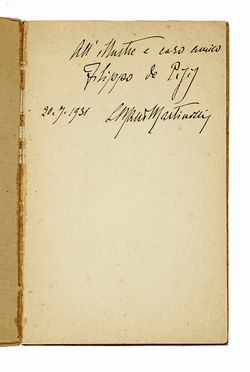 All' illustre e caro amico
Filippo de Pisis
20.7.1931